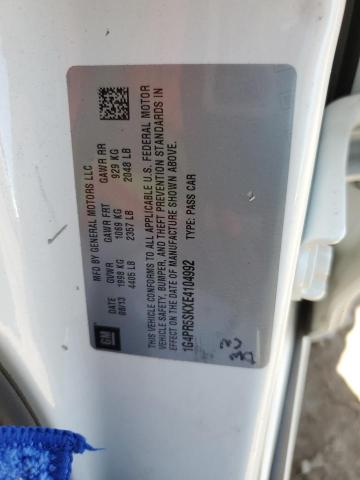 MFD BY GENERAL MOTORS LLC
DATE GVWR GAWR FRT GAWR RR
08/13 1998 KG 1069 KG 929 KG
4405 LB 2357 LB 2048 LB
THIS VEHICLE CONFORMS TO ALL APPLICABLE U.S. FEDERAL MOTOR
VEHICLE SAFETY, BUMPER, AND THEFT PREVENTION STANDARDS IN
EFFECT ON THE DATE OF MANUFACTURE SHOWN ABOVE.
1G4PR5SKXE4104992 TYPE: PASS CAR
GM